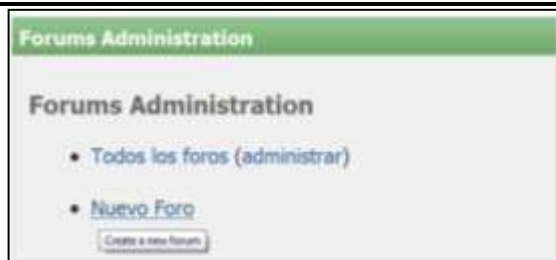 Forums Administration
Forums Administration
• Todos los foros (administrar)
• Nuevo Foro
Create a new forum